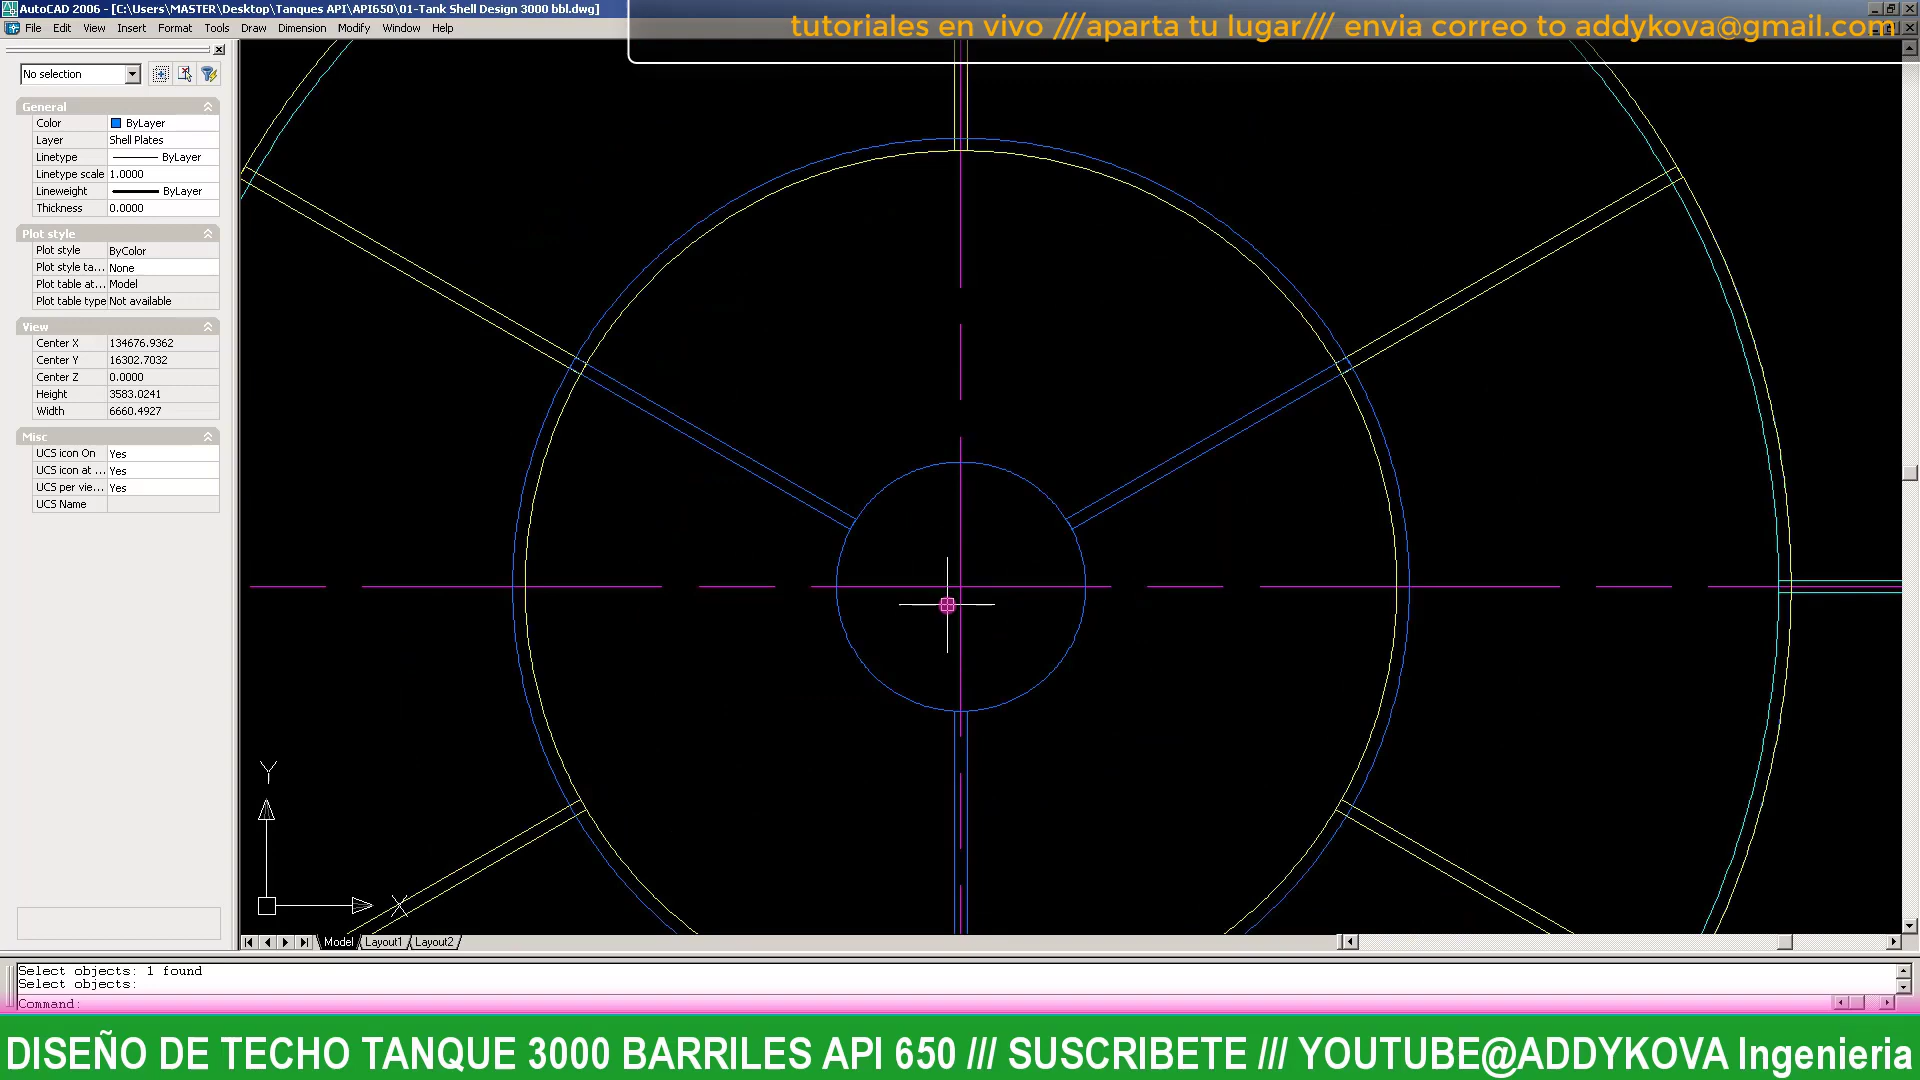 AutoCAD 2006 - [C:\Users\MASTER\Desktop\Tanques API\API650\01-Tank Shell Design 3000 bbl.dwg]
tutoriales en vivo ///aparta tu lugar/// envia correo to addykova@gmail.com
File Edit View Insert Format Tools Draw Dimension Modify Window Help
No selection
General
Color ByLayer
Layer Shell Plates
Linetype ByLayer
Linetype scale 1.0000
Lineweight ByLayer
Thickness 0.0000
Plot style
Plot style ByColor
Plot style ta... None
Plot table at... Model
Plot table type Not available
View
Center X 134676.9362
Center Y 16302.7032
Center Z 0.0000
Height 3583.0241
Width 6660.4927
Misc
UCS icon On Yes
UCS icon at ... Yes
UCS per vie... Yes
UCS Name
Y
X
Model Layout1 Layout2
Select objects: 1 found
Select objects:
Command:
DISEÑO DE TECHO TANQUE 3000 BARRILES API 650 /// SUSCRIBETE /// YOUTUBE@ADDYKOVA Ingenieria